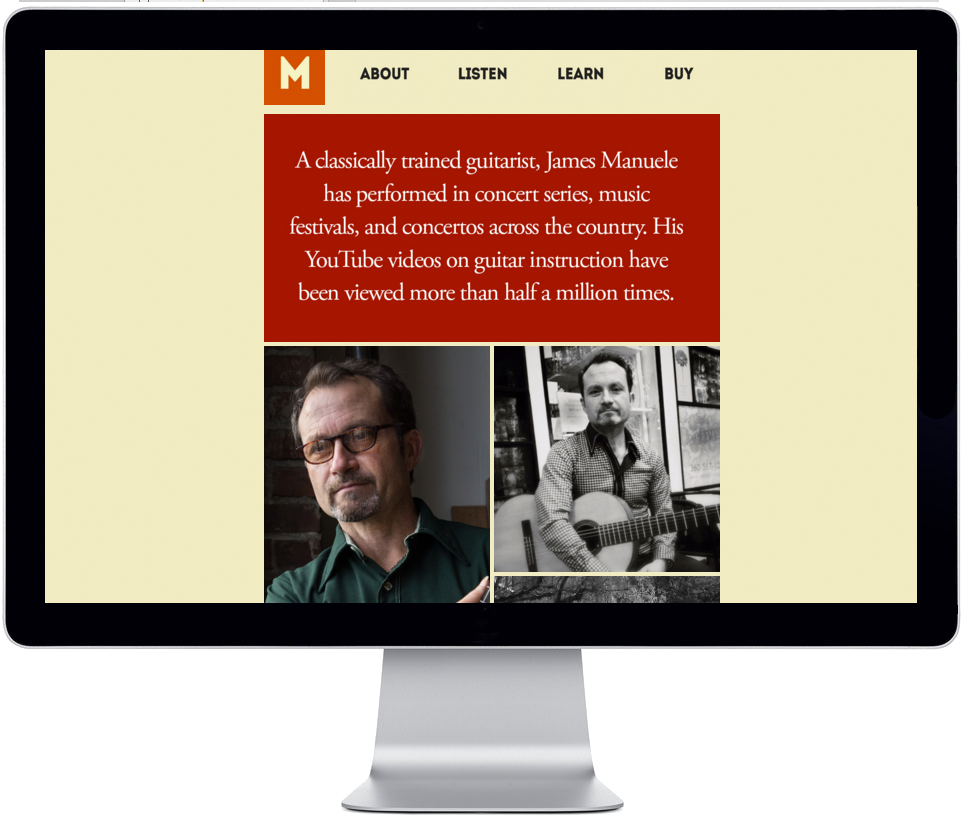 M
ABOUT LISTEN LEARN BUY
A classically trained guitarist, James Manuele
has performed in concert series, music
festivals, and concertos across the country. His
YouTube videos on guitar instruction have
been viewed more than half a million times.